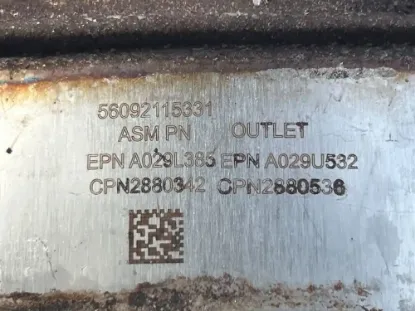 56092115331
ASM PN OUTLET
EPN A029L385 EPN A029U532
CPN2880342 CPN2880536